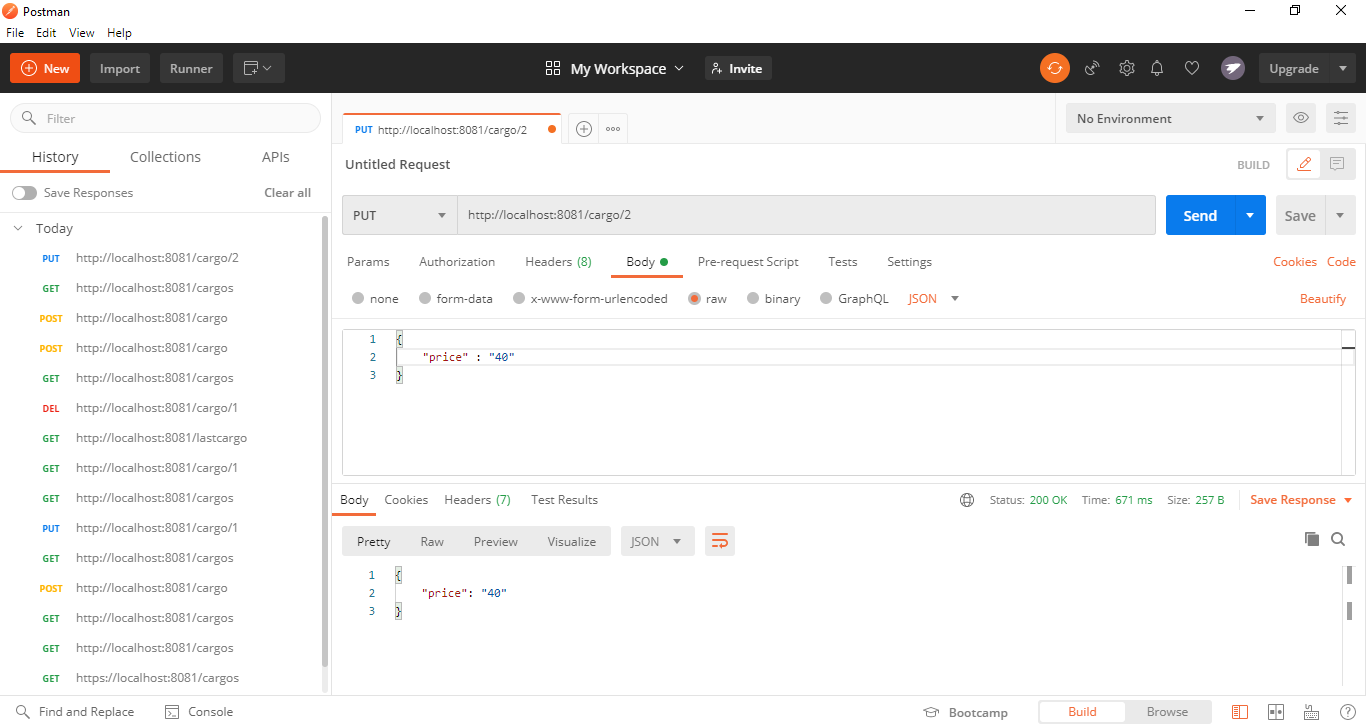 Postman
File Edit View Help
New Import Runner My Workspace Invite Upgrade
Filter
History Collections APIs
Save Responses Clear all
Today
PUT http://localhost:8081/cargo/2
GET http://localhost:8081/cargos
POST http://localhost:8081/cargo
POST http://localhost:8081/cargo
GET http://localhost:8081/cargos
DEL http://localhost:8081/cargo/1
GET http://localhost:8081/lastcargo
GET http://localhost:8081/cargo/1
GET http://localhost:8081/cargos
PUT http://localhost:8081/cargo/1
GET http://localhost:8081/cargos
POST http://localhost:8081/cargo
GET http://localhost:8081/cargos
GET http://localhost:8081/cargos
GET https://localhost:8081/cargos
PUT http://localhost:8081/cargo/2 No Environment
Untitled Request BUILD
PUT http://localhost:8081/cargo/2 Send Save
Params Authorization Headers (8) Body Pre-request Script Tests Settings Cookies Code
none form-data x-www-form-urlencoded raw binary GraphQL JSON Beautify
1 {
2 "price" : "40"
3 }
Body Cookies Headers (7) Test Results Status: 200 OK Time: 671 ms Size: 257 B Save Response
Pretty Raw Preview Visualize JSON
1 {
2 "price": "40"
3 }
Find and Replace Console Bootcamp Build Browse